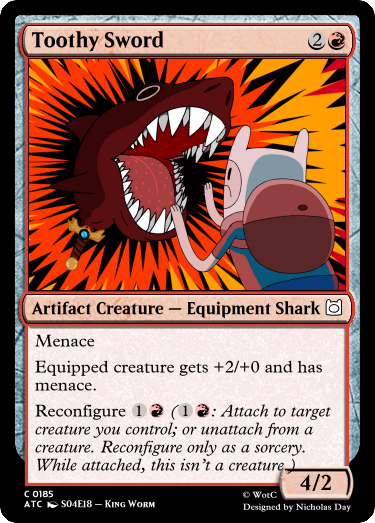 Toothy Sword 2
Artifact Creature — Equipment Shark
Menace
Equipped creature gets +2/+0 and has
menace.
Reconfigure 1 (1 : Attach to target
creature you control; or unattach from a
creature. Reconfigure only as a sorcery.
While attached, this isn't a creature.)
4/2
C 0185
ATC S04E18 – King Worm
© WotC
Designed by Nicholas Day